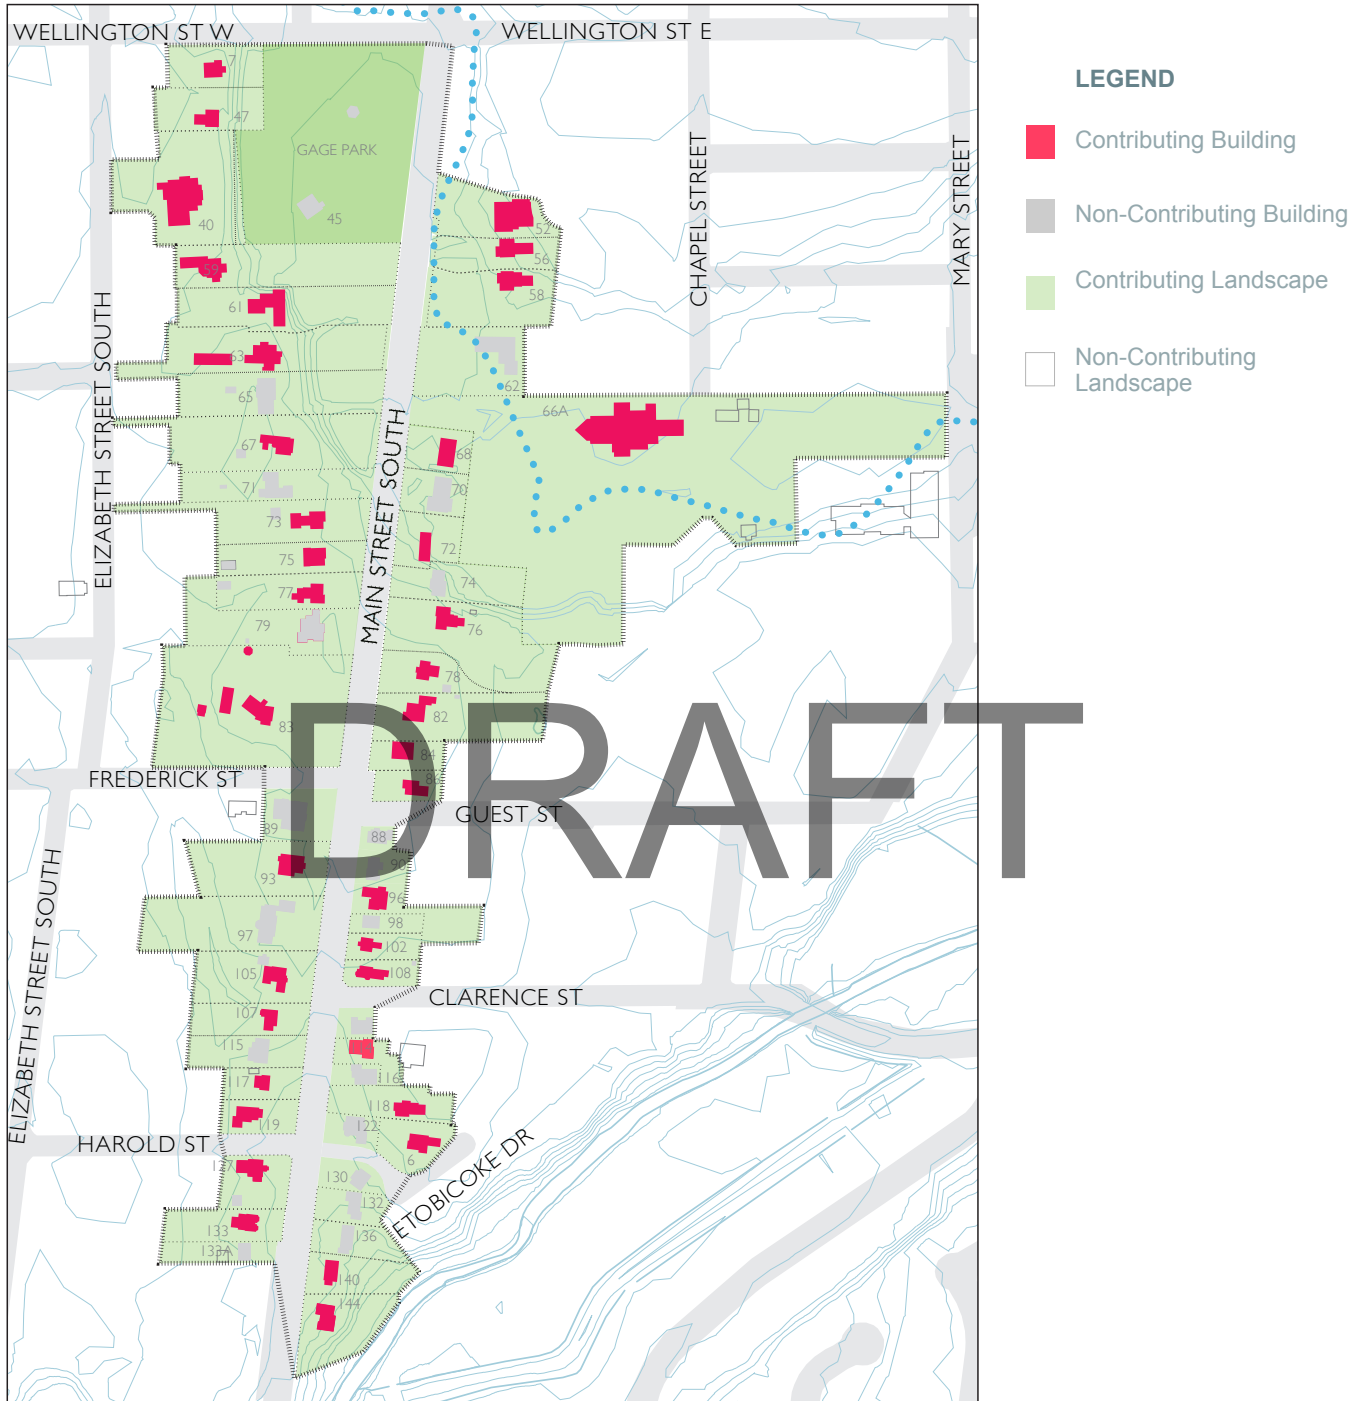 WELLINGTON ST W
WELLINGTON ST E
LEGEND
Contributing Building
Non-Contributing Building
Contributing Landscape
Non-Contributing
Landscape
CHAPEL STREET
MARY STREET
ELIZABETH STREET SOUTH
MAIN STREET SOUTH
ELIZABETH STREET SOUTH
GAGE PARK
7
47
40
45
59
61
63
65
67
71
73
75
77
79
83
52
56
58
62
66A
68
70
72
74
76
78
82
84
86
FREDERICK ST
GUEST ST
DRAFT
89
88
90
93
96
97
98
102
105
108
107
CLARENCE ST
115
116
117
118
119
122
6
HAROLD ST
ETOBICOKE DR
130
132
133
136
133A
140
144